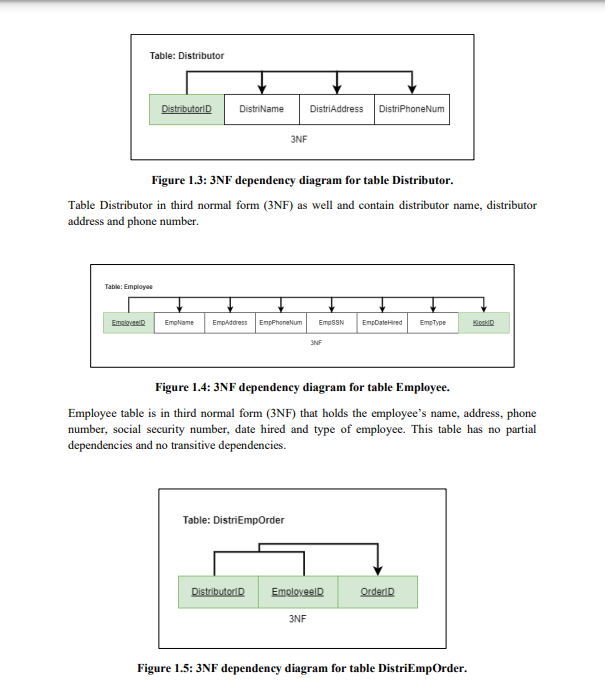 Table: Distributor
DistributorID DistriName DistriAddress DistriPhoneNum
3NF
Figure 1.3: 3NF dependency diagram for table Distributor.
Table Distributor in third normal form (3NF) as well and contain distributor name, distributor
address and phone number.
Table: Employee
EmployeeID EmpName EmpAddress EmpPhoneNum EmpSSN EmpDateHired EmpType KioskID
3NF
Figure 1.4: 3NF dependency diagram for table Employee.
Employee table is in third normal form (3NF) that holds the employee's name, address, phone
number, social security number, date hired and type of employee. This table has no partial
dependencies and no transitive dependencies.
Table: DistriEmpOrder
DistributorID EmployeeID OrderID
3NF
Figure 1.5: 3NF dependency diagram for table DistriEmpOrder.